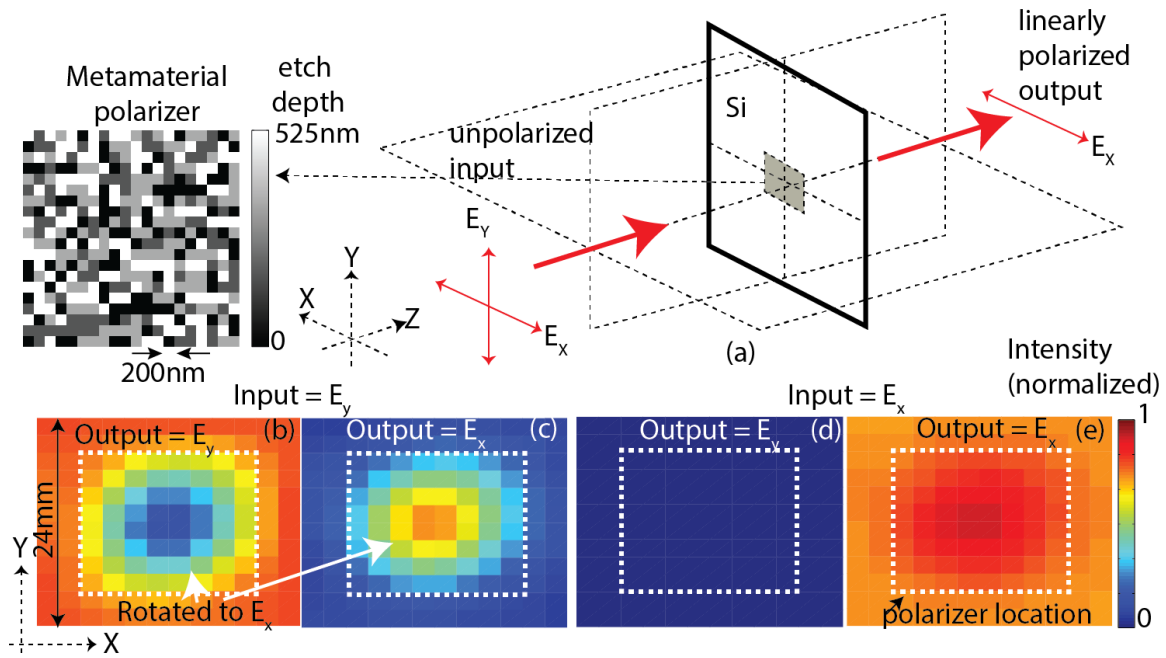 Metamaterial
polarizer
etch
depth
525nm
0
200nm
unpolarized
input
Si
linearly
polarized
output
E_X
E_Y
E_X
Y
X
Z
(a)
Intensity
(normalized)
1
0
Input = E_y
Input = E_x
Output = E_y
(b)
Output = E_x
(c)
Output = E_y
(d)
Output = E_x
(e)
24mm
Y
X
Rotated to E_x
polarizer location